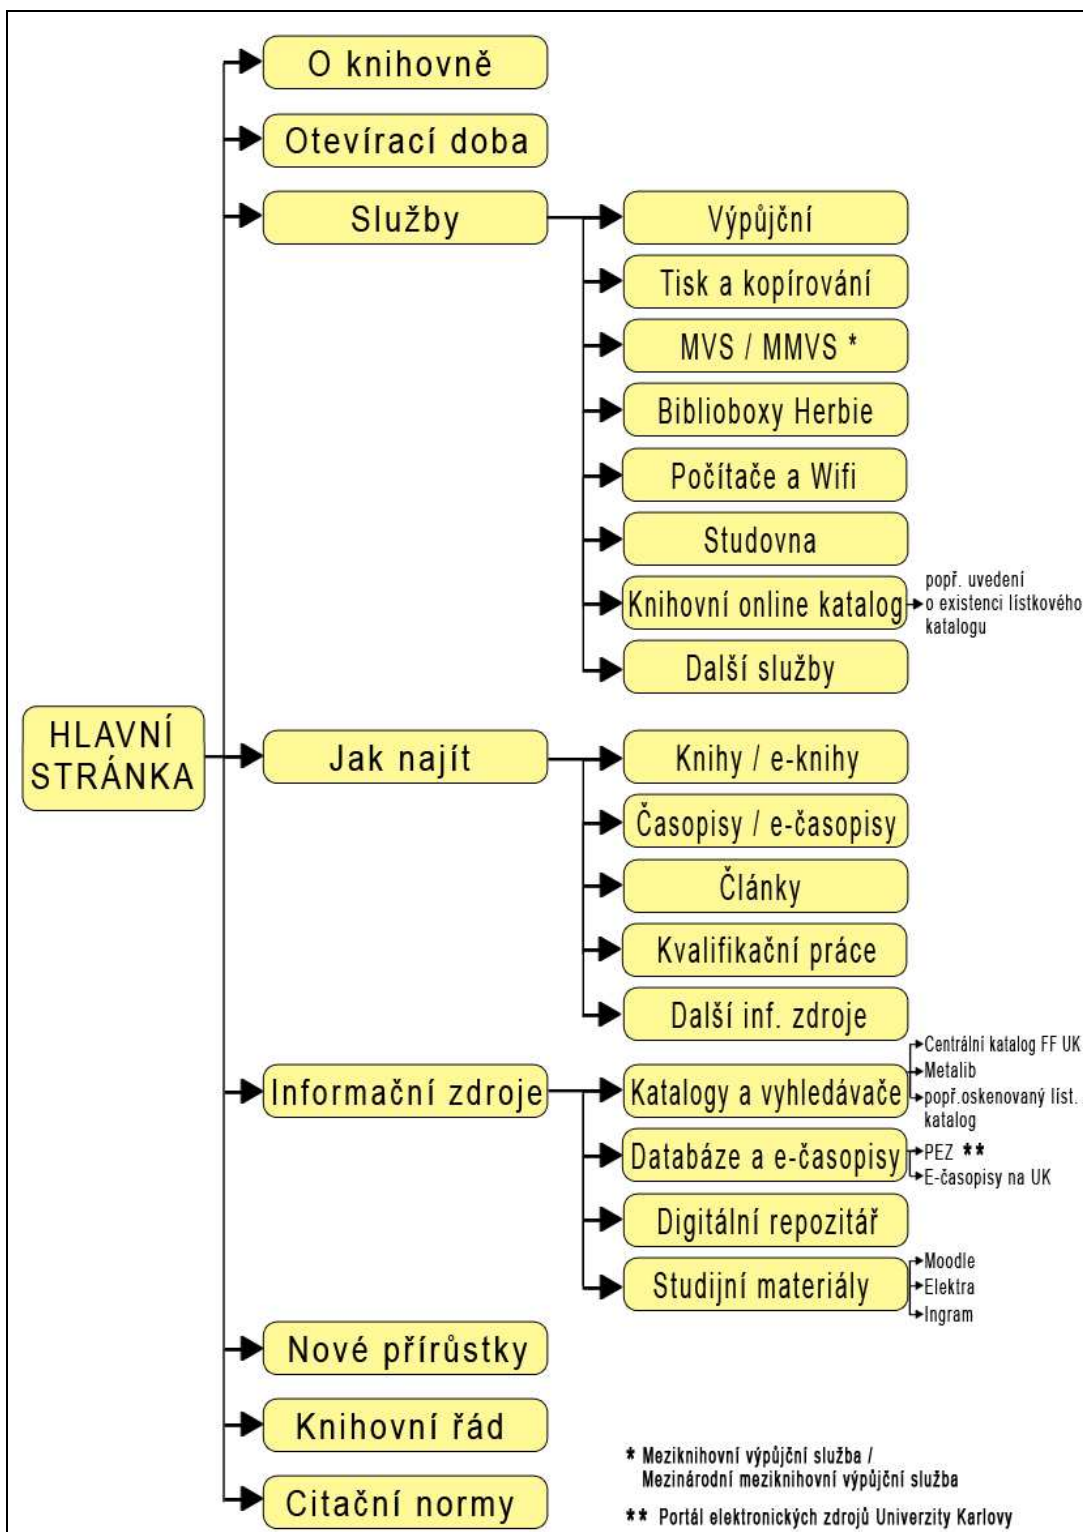 O knihovně
Otevírací doba
Služby
Výpůjční
Tisk a kopírování
MVS / MMVS *
Biblioboxy Herbie
Počítače a Wifi
Studovna
Knihovní online katalog
popř. uvedení
o existenci lístkového
katalogu
Další služby
HLAVNÍ
STRÁNKA
Jak najít
Knihy / e-knihy
Časopisy / e-časopisy
Články
Kvalifikační práce
Další inf. zdroje
Informační zdroje
Katalogy a vyhledávače
Centrální katalog FF UK
Metalib
popř.oskenovaný líst.
katalog
Databáze a e-časopisy
PEZ **
E-časopisy na UK
Digitální repozitář
Studijní materiály
Moodle
Elektra
Ingram
Nové přírůstky
Knihovní řád
Citační normy
* Meziknihovní výpůjční služba /
Mezinárodní meziknihovní výpůjční služba
** Portál elektronických zdrojů Univerzity Karlovy